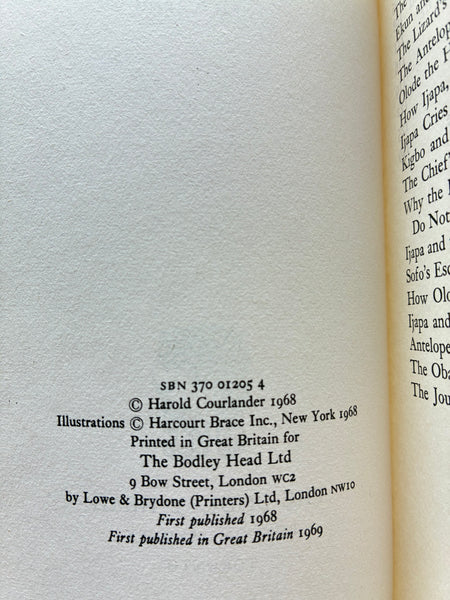 SBN 370 01205 4
© Harold Courlander 1968
Illustrations © Harcourt Brace Inc., New York 1968
Printed in Great Britain for
The Bodley Head Ltd
9 Bow Street, London WC2
by Lowe & Brydone (Printers) Ltd, London NW10
First published 1968
First published in Great Britain 1969
The
Ekun and
The Lizard's
The Antelop
Olode the H
How Ijapa,
Ijapa Cries
Kigbo and
The Chief'
Why the
Do Not
Ijapa and
Sofo's Esc
How Olo
Ijapa and
Antelope
The Oba
The Jou